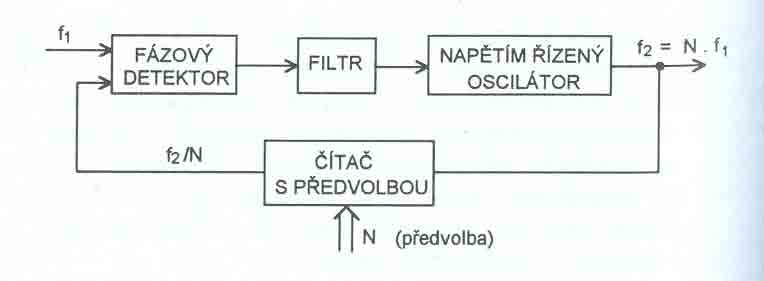 f1
FÁZOVÝ
DETEKTOR
FILTR
NAPĚTÍM ŘÍZENÝ
OSCILÁTOR
f2 = N . f1
f2/N
ČÍTAČ
S PŘEDVOLBOU
N (předvolba)